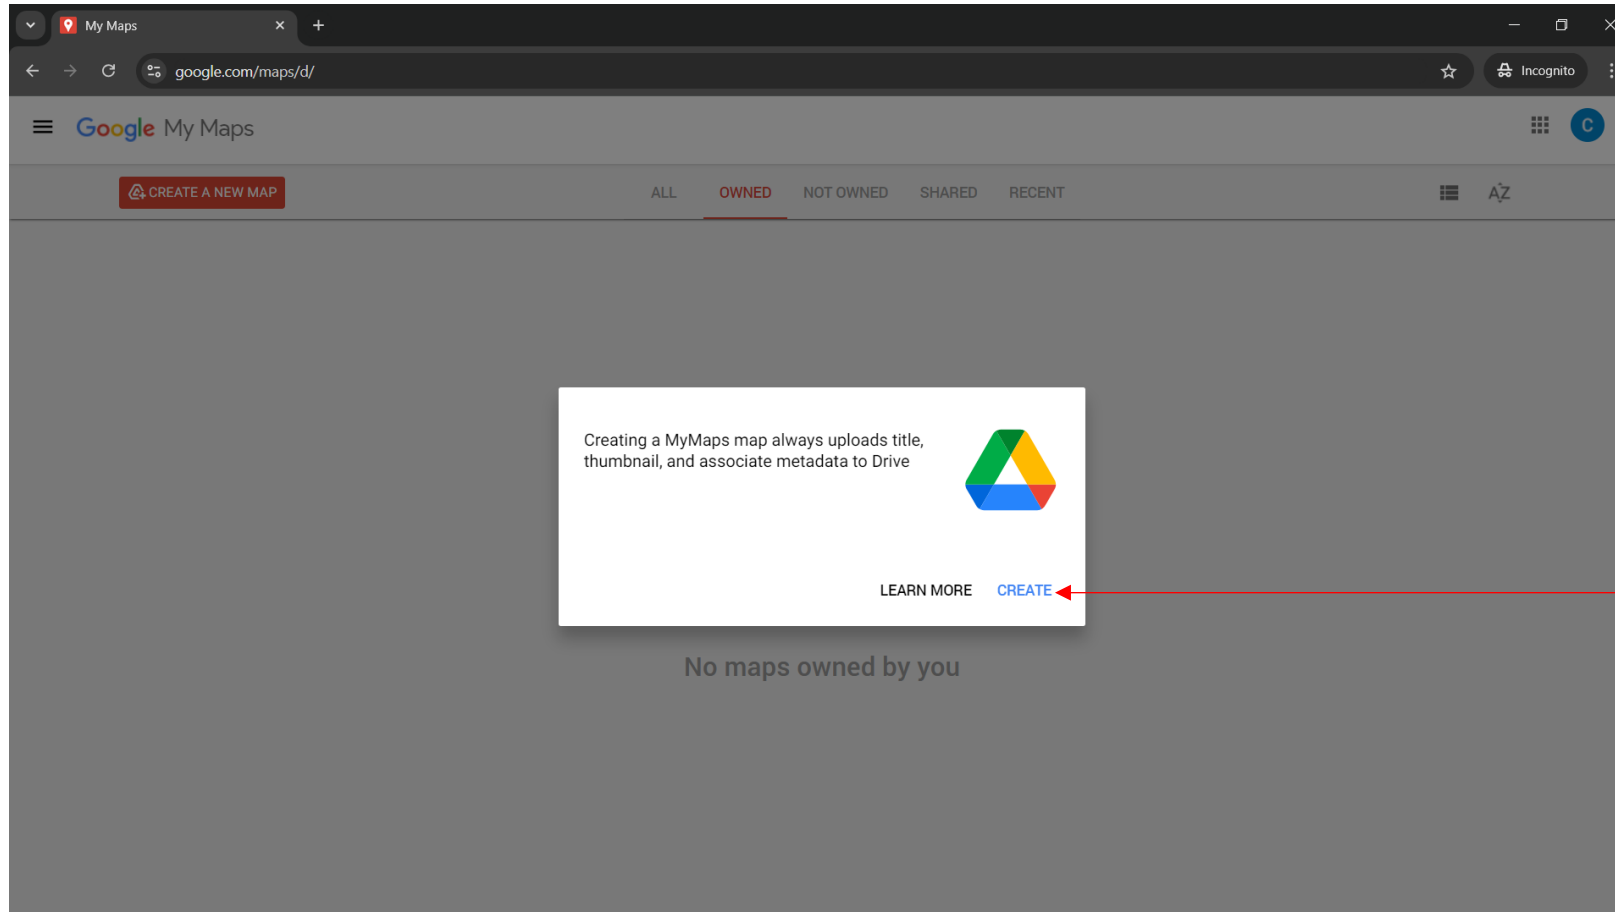 My Maps
google.com/maps/d/
Incognito
Google My Maps
C
CREATE A NEW MAP
ALL OWNED NOT OWNED SHARED RECENT
AZ
Creating a MyMaps map always uploads title,
thumbnail, and associate metadata to Drive
LEARN MORE CREATE
No maps owned by you